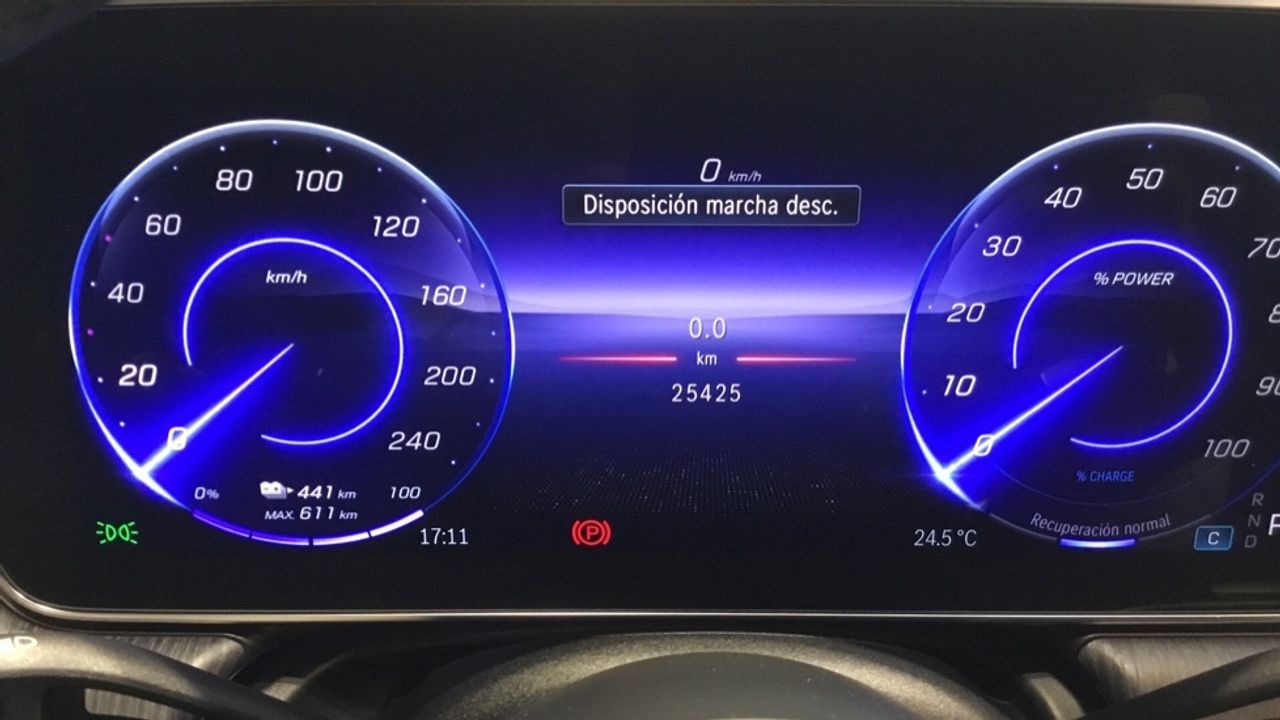 0 km/h
Disposición marcha desc.
0.0
km
25425
km/h
0
20
40
60
80
100
120
160
200
240
0%
441 km
100
MAX. 611 km
17:11
P
24.5 °C
% POWER
0
10
20
30
40
50
60
70
100
% CHARGE
Recuperación normal
C
R
N
D